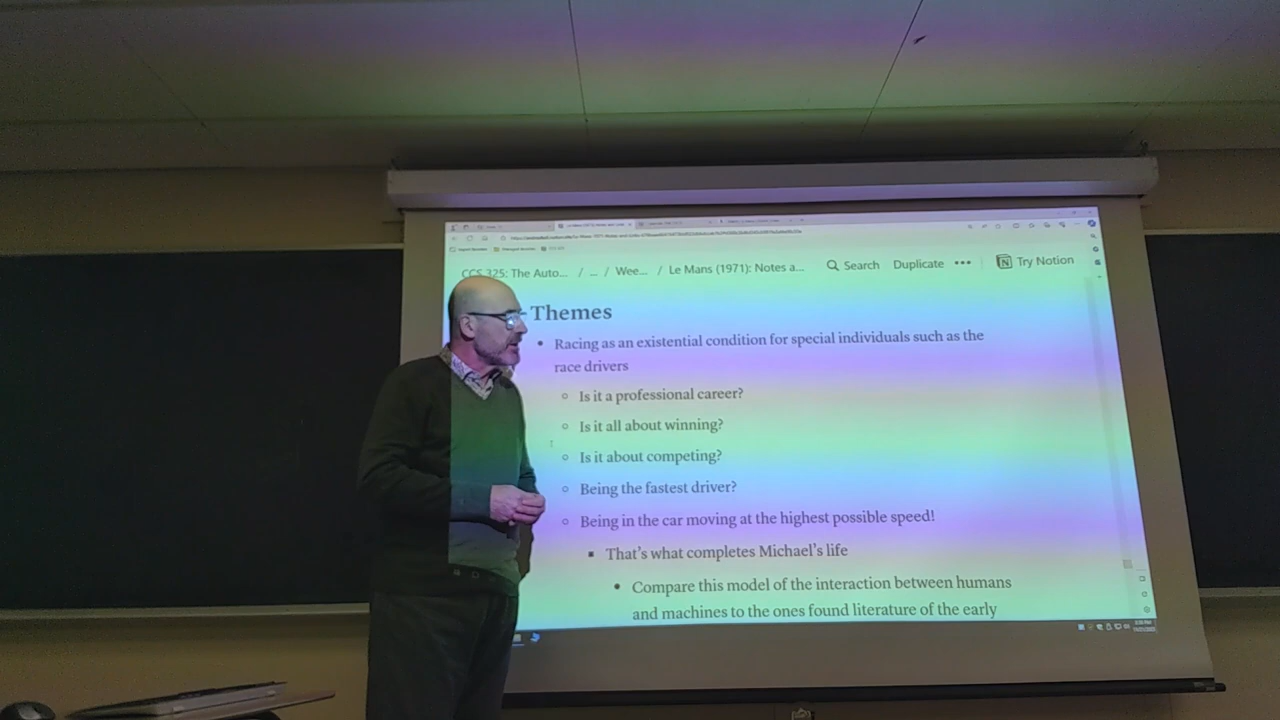 CCS 325: The Auto... / ... / Wee... / Le Mans (1971): Notes a... Search Duplicate ••• Try Notion
Themes
• Racing as an existential condition for special individuals such as the
race drivers
◦ Is it a professional career?
◦ Is it all about winning?
◦ Is it about competing?
◦ Being the fastest driver?
◦ Being in the car moving at the highest possible speed!
▪ That's what completes Michael's life
• Compare this model of the interaction between humans
and machines to the ones found literature of the early